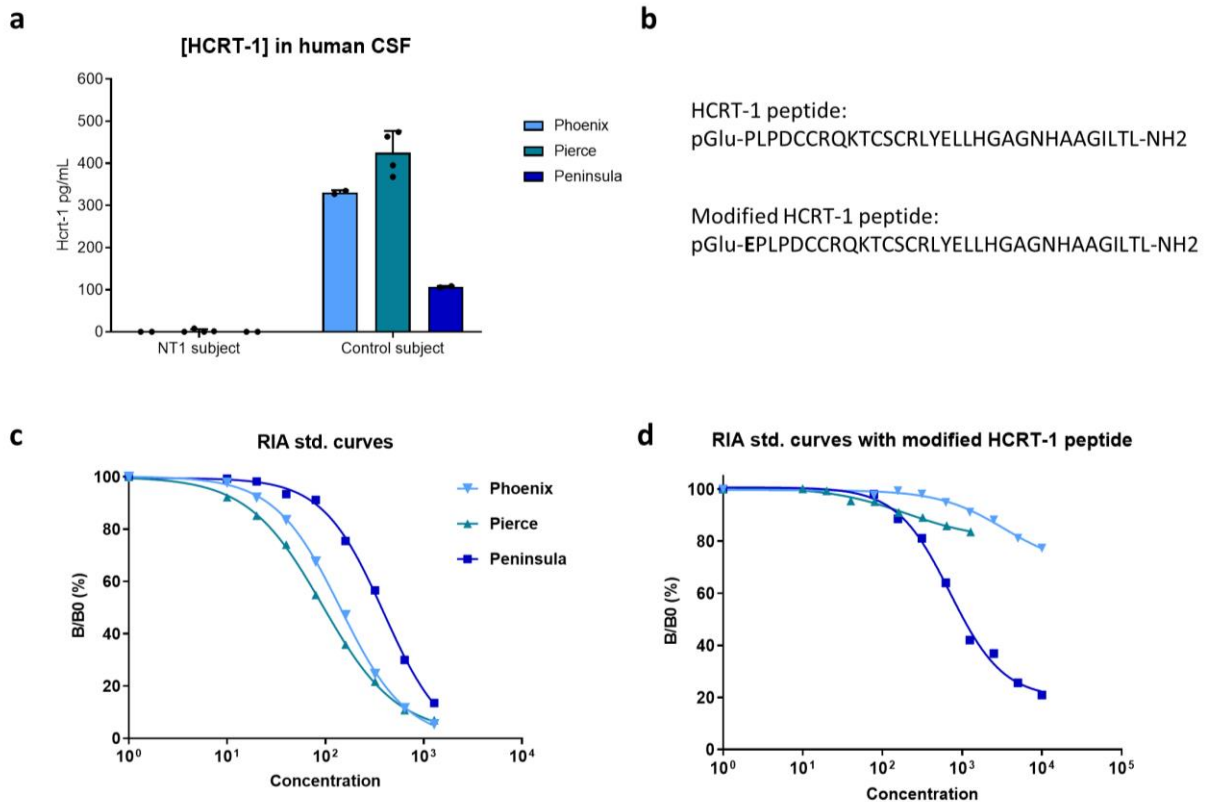 a
[HCRT-1] in human CSF
Hcrt-1 pg/mL
600
500
400
300
200
100
0
NT1 subject
Control subject
Phoenix
Pierce
Peninsula
b
HCRT-1 peptide:
pGlu-PLPDCCRQKTCSCRLYELLHGAGNHAAGILTL-NH2
Modified HCRT-1 peptide:
pGlu-EPLPDCCRQKTCSCRLYELLHGAGNHAAGILTL-NH2
c
RIA std. curves
B/B0 (%)
100
80
60
40
20
0
10^0
10^1
10^2
10^3
10^4
Concentration
Phoenix
Pierce
Peninsula
d
RIA std. curves with modified HCRT-1 peptide
B/B0 (%)
100
80
60
40
20
0
10^0
10^1
10^2
10^3
10^4
10^5
Concentration